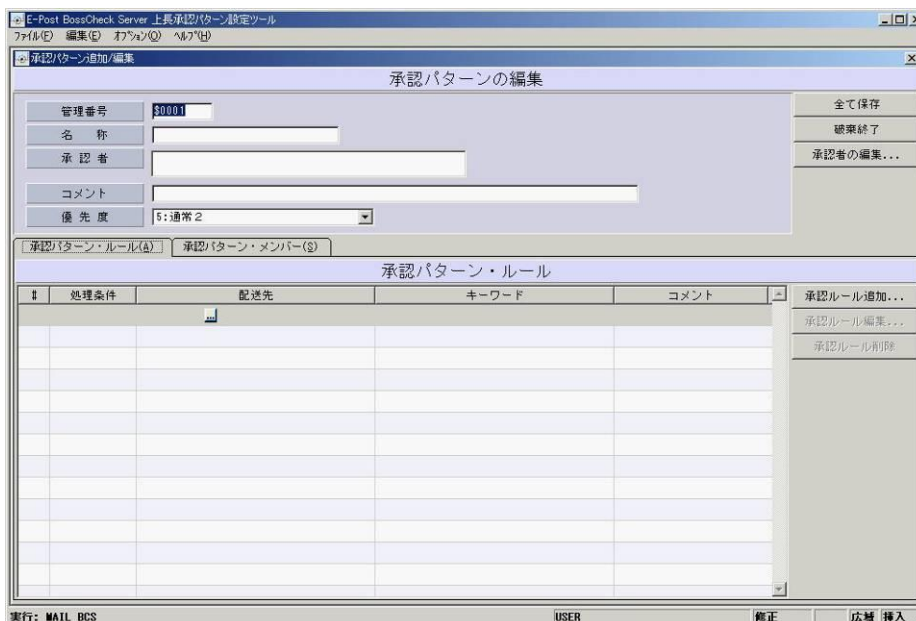 E-Post BossCheck Server 上長承認パターン設定ツール
ファイル(F) 編集(E) オプション(O) ヘルプ(H)
承認パターン追加/編集
承認パターンの編集
管理番号 $0001
全て保存
名 称
破棄終了
承 認 者
承認者の編集...
コメント
優 先 度 5:通常2
承認パターン・ルール(A) 承認パターン・メンバー(S)
承認パターン・ルール
# 処理条件 配送先 キーワード コメント
承認ルール追加...
...
承認ルール編集...
承認ルール削除
実行: MAIL_BCS USER 修正 広域 挿入